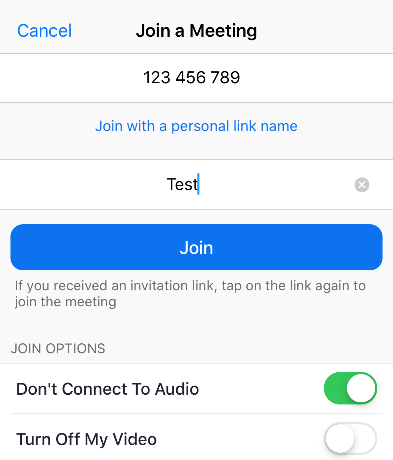 Cancel Join a Meeting
123 456 789
Join with a personal link name
Test
Join
If you received an invitation link, tap on the link again to
join the meeting
JOIN OPTIONS
Don't Connect To Audio
Turn Off My Video